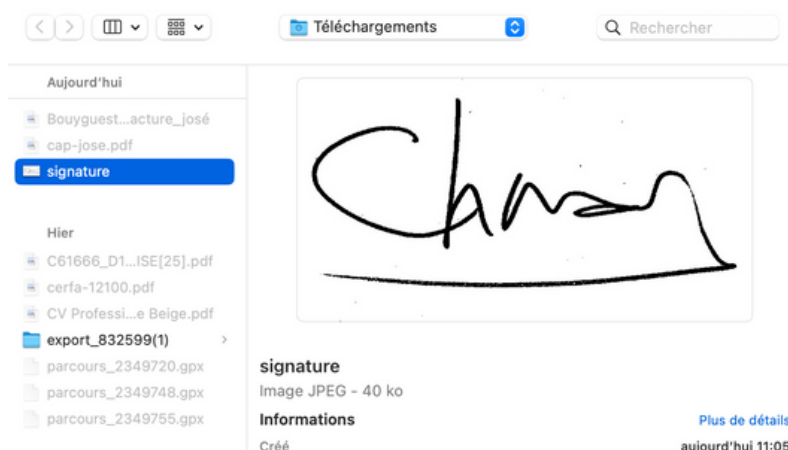 Téléchargements
Rechercher
Aujourd'hui
Bouyguest...acture_josé
cap-jose.pdf
signature
Hier
C61666_D1...ISE[25].pdf
cerfa-12100.pdf
CV Professi...e Beige.pdf
export_832599(1)
parcours_2349720.gpx
parcours_2349748.gpx
parcours_2349755.gpx
signature
Image JPEG - 40 ko
Informations
Plus de détails
Créé
aujourd'hui 11:05